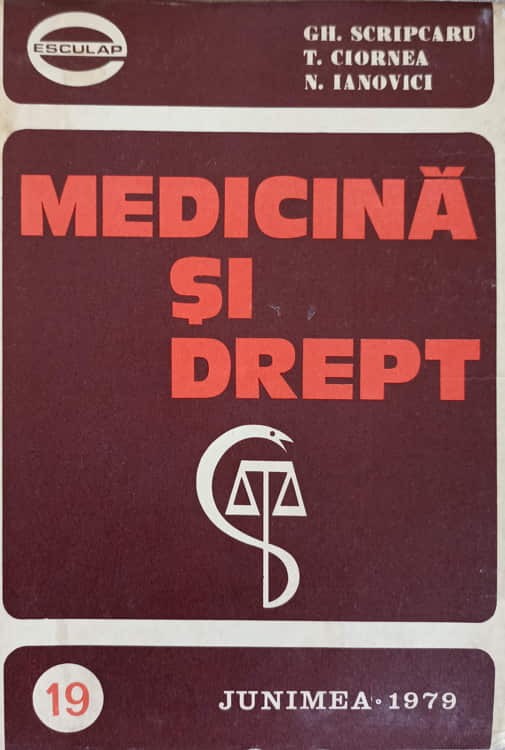 ESCULAP
GH. SCRIPCARU
T. CIORNEA
N. IANOVICI
MEDICINĂ
ȘI
DREPT
19
JUNIMEA • 1979